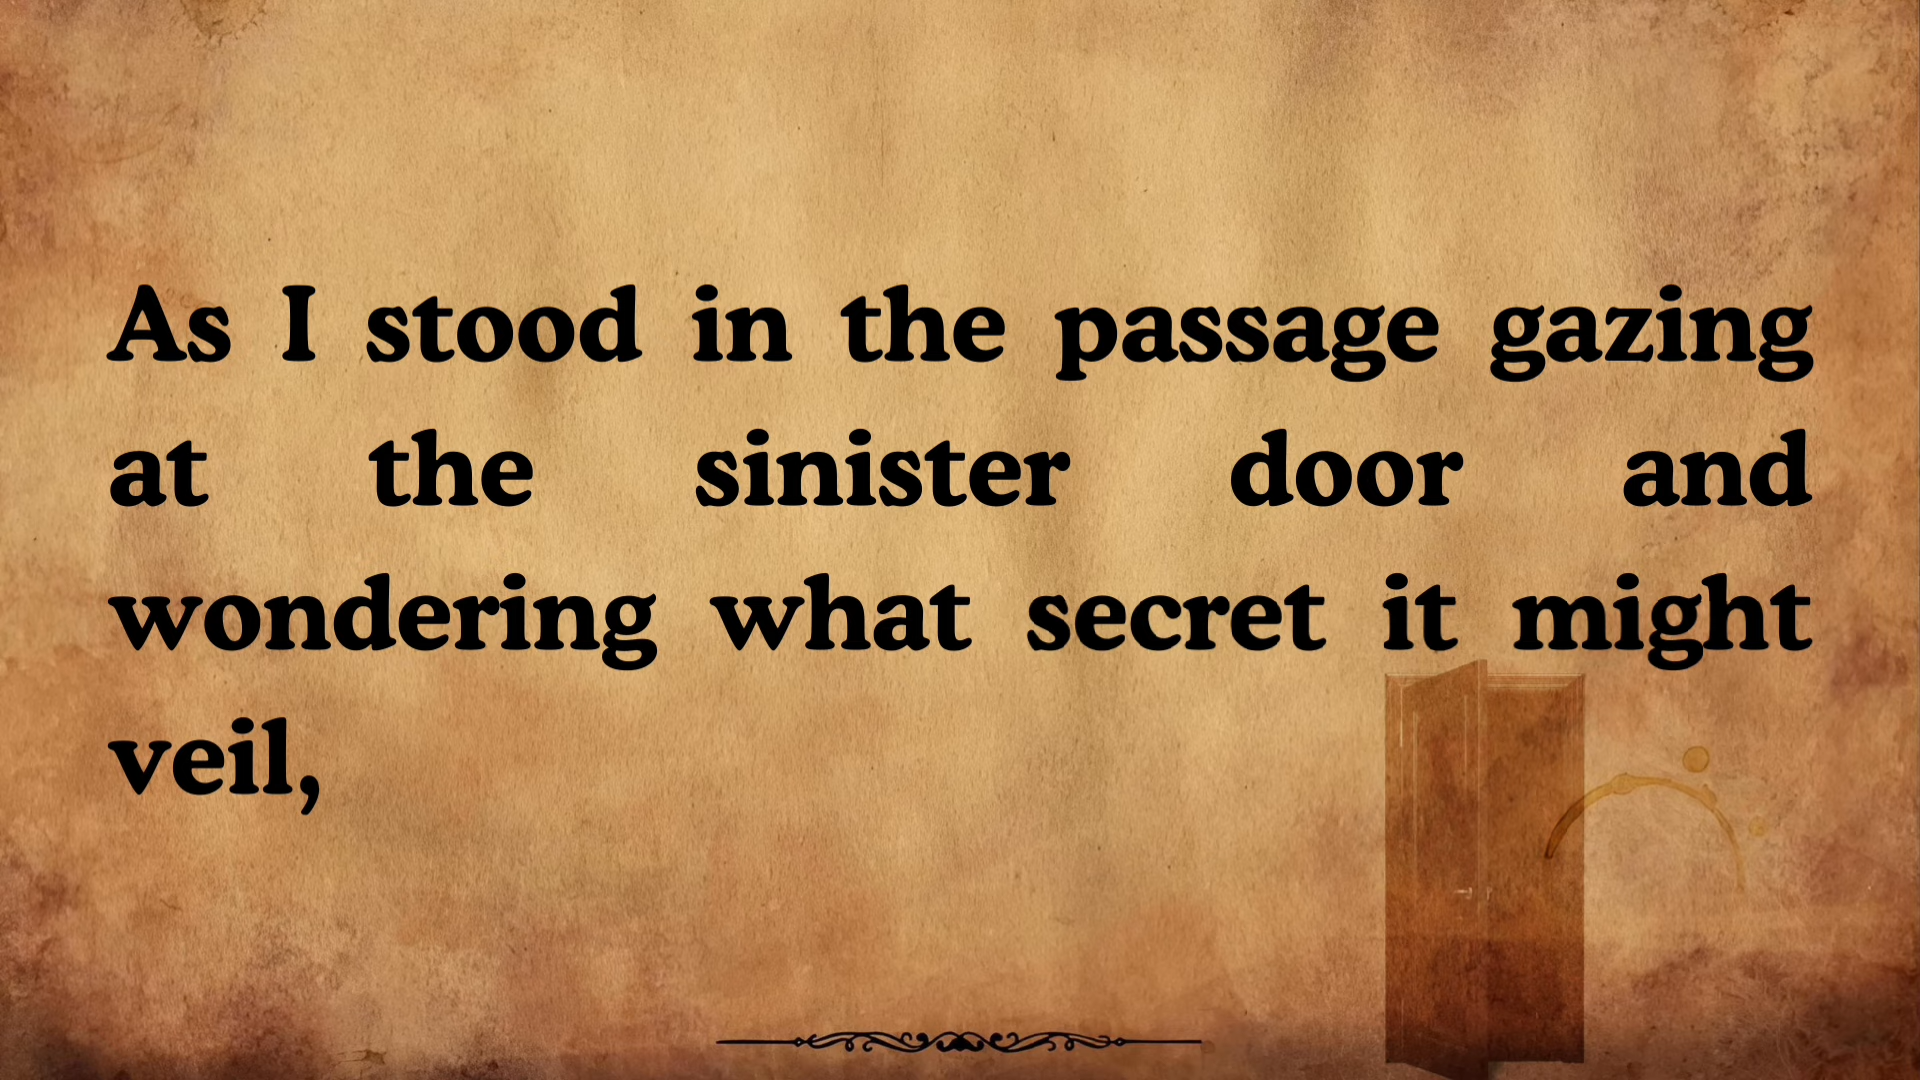 As I stood in the passage gazing
at the sinister door and
wondering what secret it might
veil,